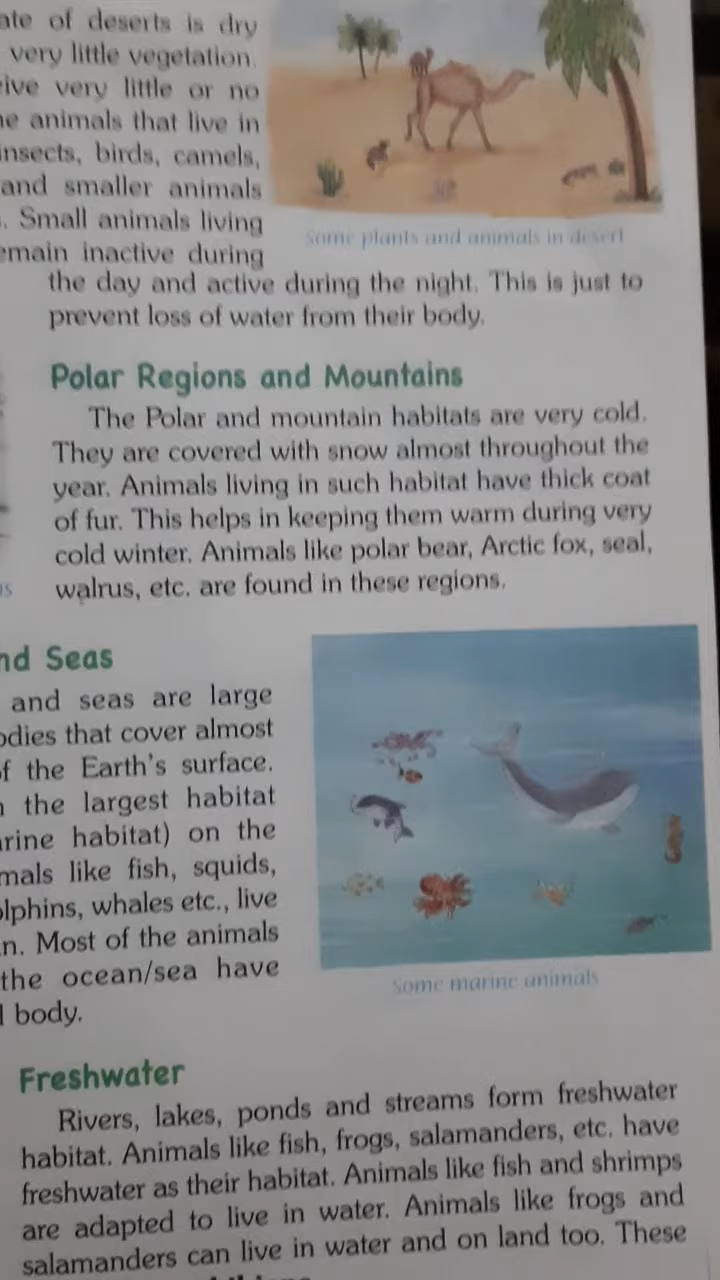 ate of deserts is dry
very little vegetation.
eive very little or no
he animals that live in
insects, birds, camels,
and smaller animals
. Small animals living
emain inactive during
Some plants and animals in desert
the day and active during the night. This is just to
prevent loss of water from their body.
Polar Regions and Mountains
The Polar and mountain habitats are very cold.
They are covered with snow almost throughout the
year. Animals living in such habitat have thick coat
of fur. This helps in keeping them warm during very
cold winter. Animals like polar bear, Arctic fox, seal,
walrus, etc. are found in these regions.
nd Seas
and seas are large
odies that cover almost
of the Earth's surface.
the largest habitat
arine habitat) on the
mals like fish, squids,
olphins, whales etc., live
n. Most of the animals
the ocean/sea have
body.
Some marine animals
Freshwater
Rivers, lakes, ponds and streams form freshwater
habitat. Animals like fish, frogs, salamanders, etc. have
freshwater as their habitat. Animals like fish and shrimps
are adapted to live in water. Animals like frogs and
salamanders can live in water and on land too. These